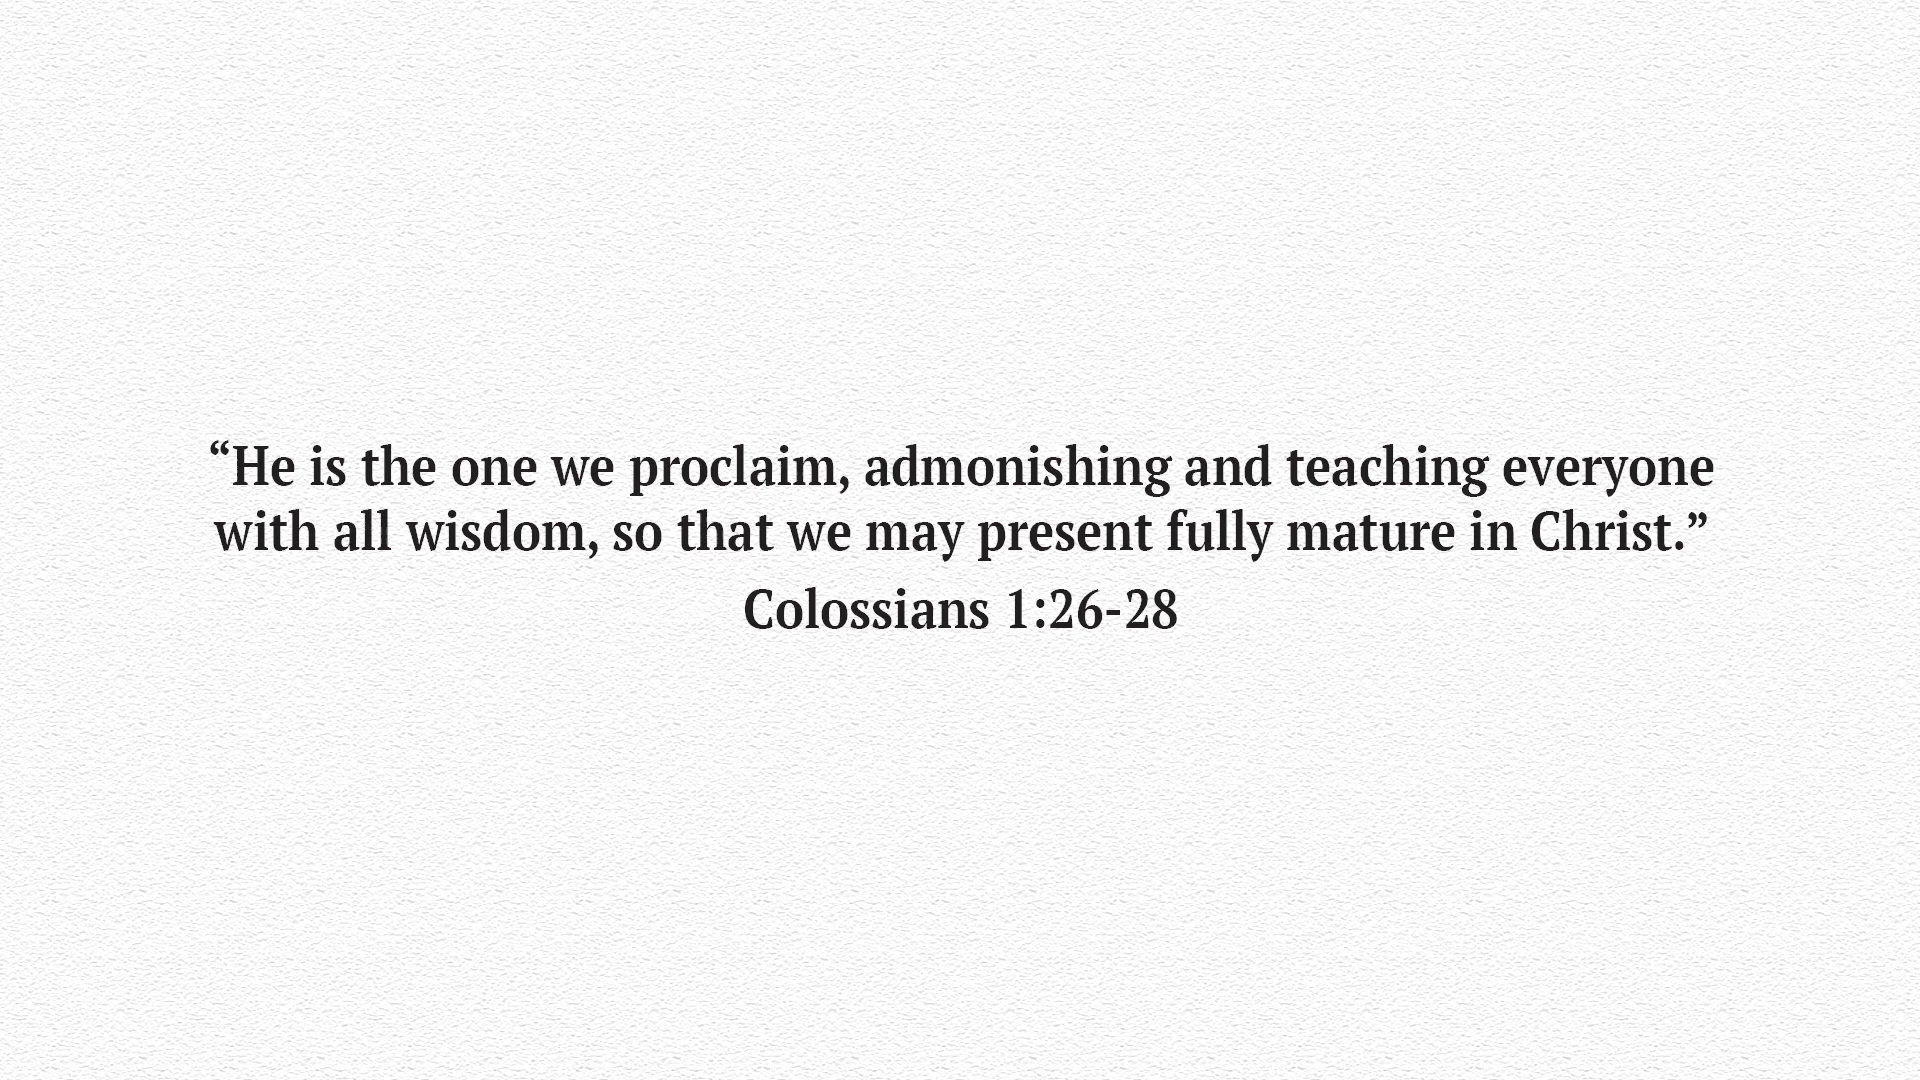 “He is the one we proclaim, admonishing and teaching everyone
with all wisdom, so that we may present fully mature in Christ.”
Colossians 1:26-28